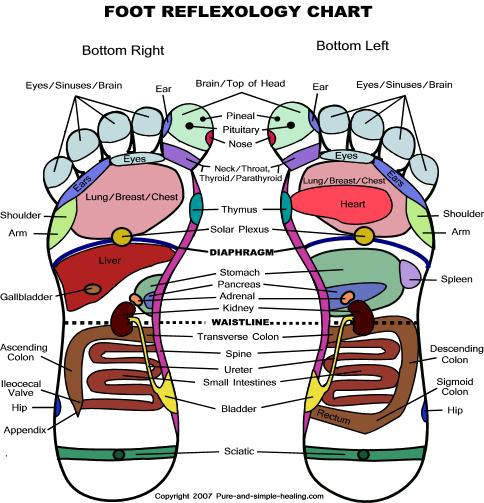 FOOT REFLEXOLOGY CHART
Bottom Right
Bottom Left
Eyes/Sinuses/Brain
Ear
Brain/Top of Head
Ear
Eyes/Sinuses/Brain
Pineal
Pituitary
Nose
Eyes
Eyes
Neck/Throat,
Thyroid/Parathyroid
Ears
Ears
Lung/Breast/Chest
Lung/Breast/Chest
Heart
Shoulder
Thymus
Shoulder
Arm
Solar Plexus
Arm
DIAPHRAGM
Liver
Stomach
Spleen
Pancreas
Gallbladder
Adrenal
Kidney
WAISTLINE
Transverse Colon
Ascending
Colon
Spine
Descending
Colon
Ureter
Ileocecal
Valve
Small Intestines
Sigmoid
Colon
Hip
Bladder
Hip
Rectum
Appendix
Sciatic
Copyright 2007 Pure-and-simple-healing.com